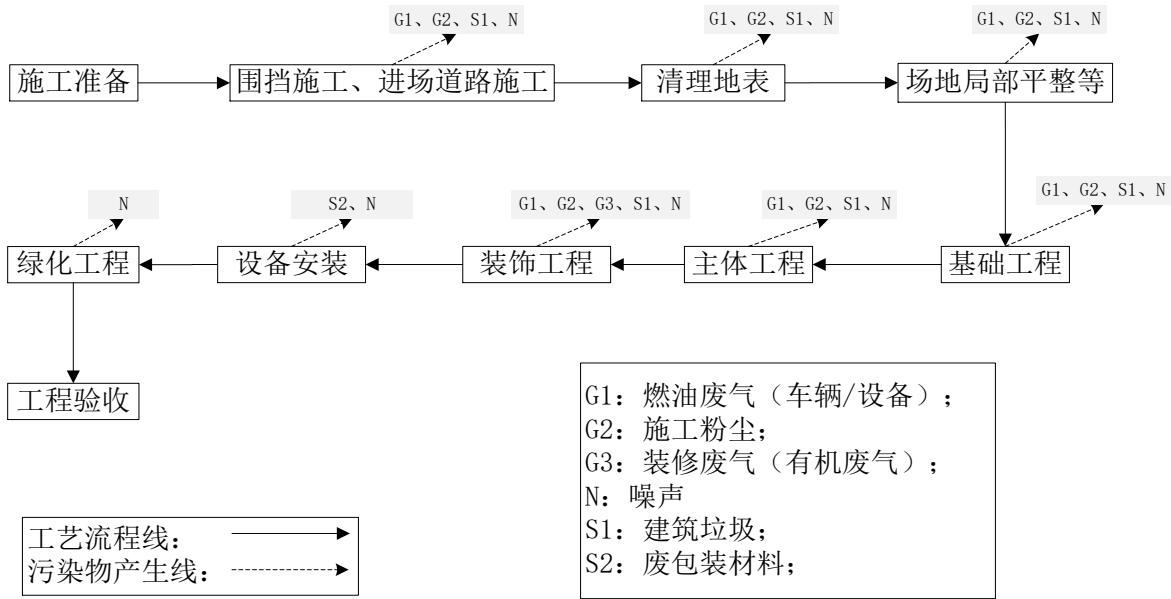 G1、G2、S1、N
G1、G2、S1、N
G1、G2、S1、N
施工准备
围挡施工、进场道路施工
清理地表
场地局部平整等
N
S2、N
G1、G2、G3、S1、N
G1、G2、S1、N
G1、G2、S1、N
绿化工程
设备安装
装饰工程
主体工程
基础工程
工程验收
G1：燃油废气（车辆/设备）；
G2：施工粉尘；
G3：装修废气（有机废气）；
N：噪声
S1：建筑垃圾；
S2：废包装材料；
工艺流程线：
污染物产生线：